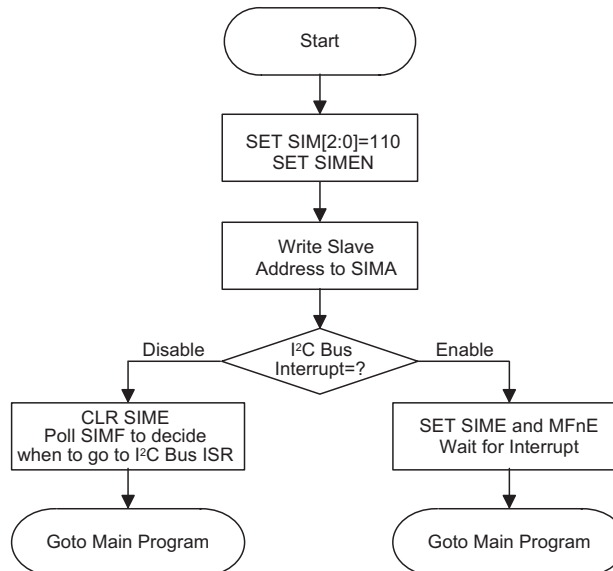 Start
SET SIM[2:0]=110
SET SIMEN
Write Slave
Address to SIMA
I²C Bus
Interrupt=?
Disable
Enable
CLR SIME
Poll SIMF to decide
when to go to I²C Bus ISR
SET SIME and MFnE
Wait for Interrupt
Goto Main Program
Goto Main Program